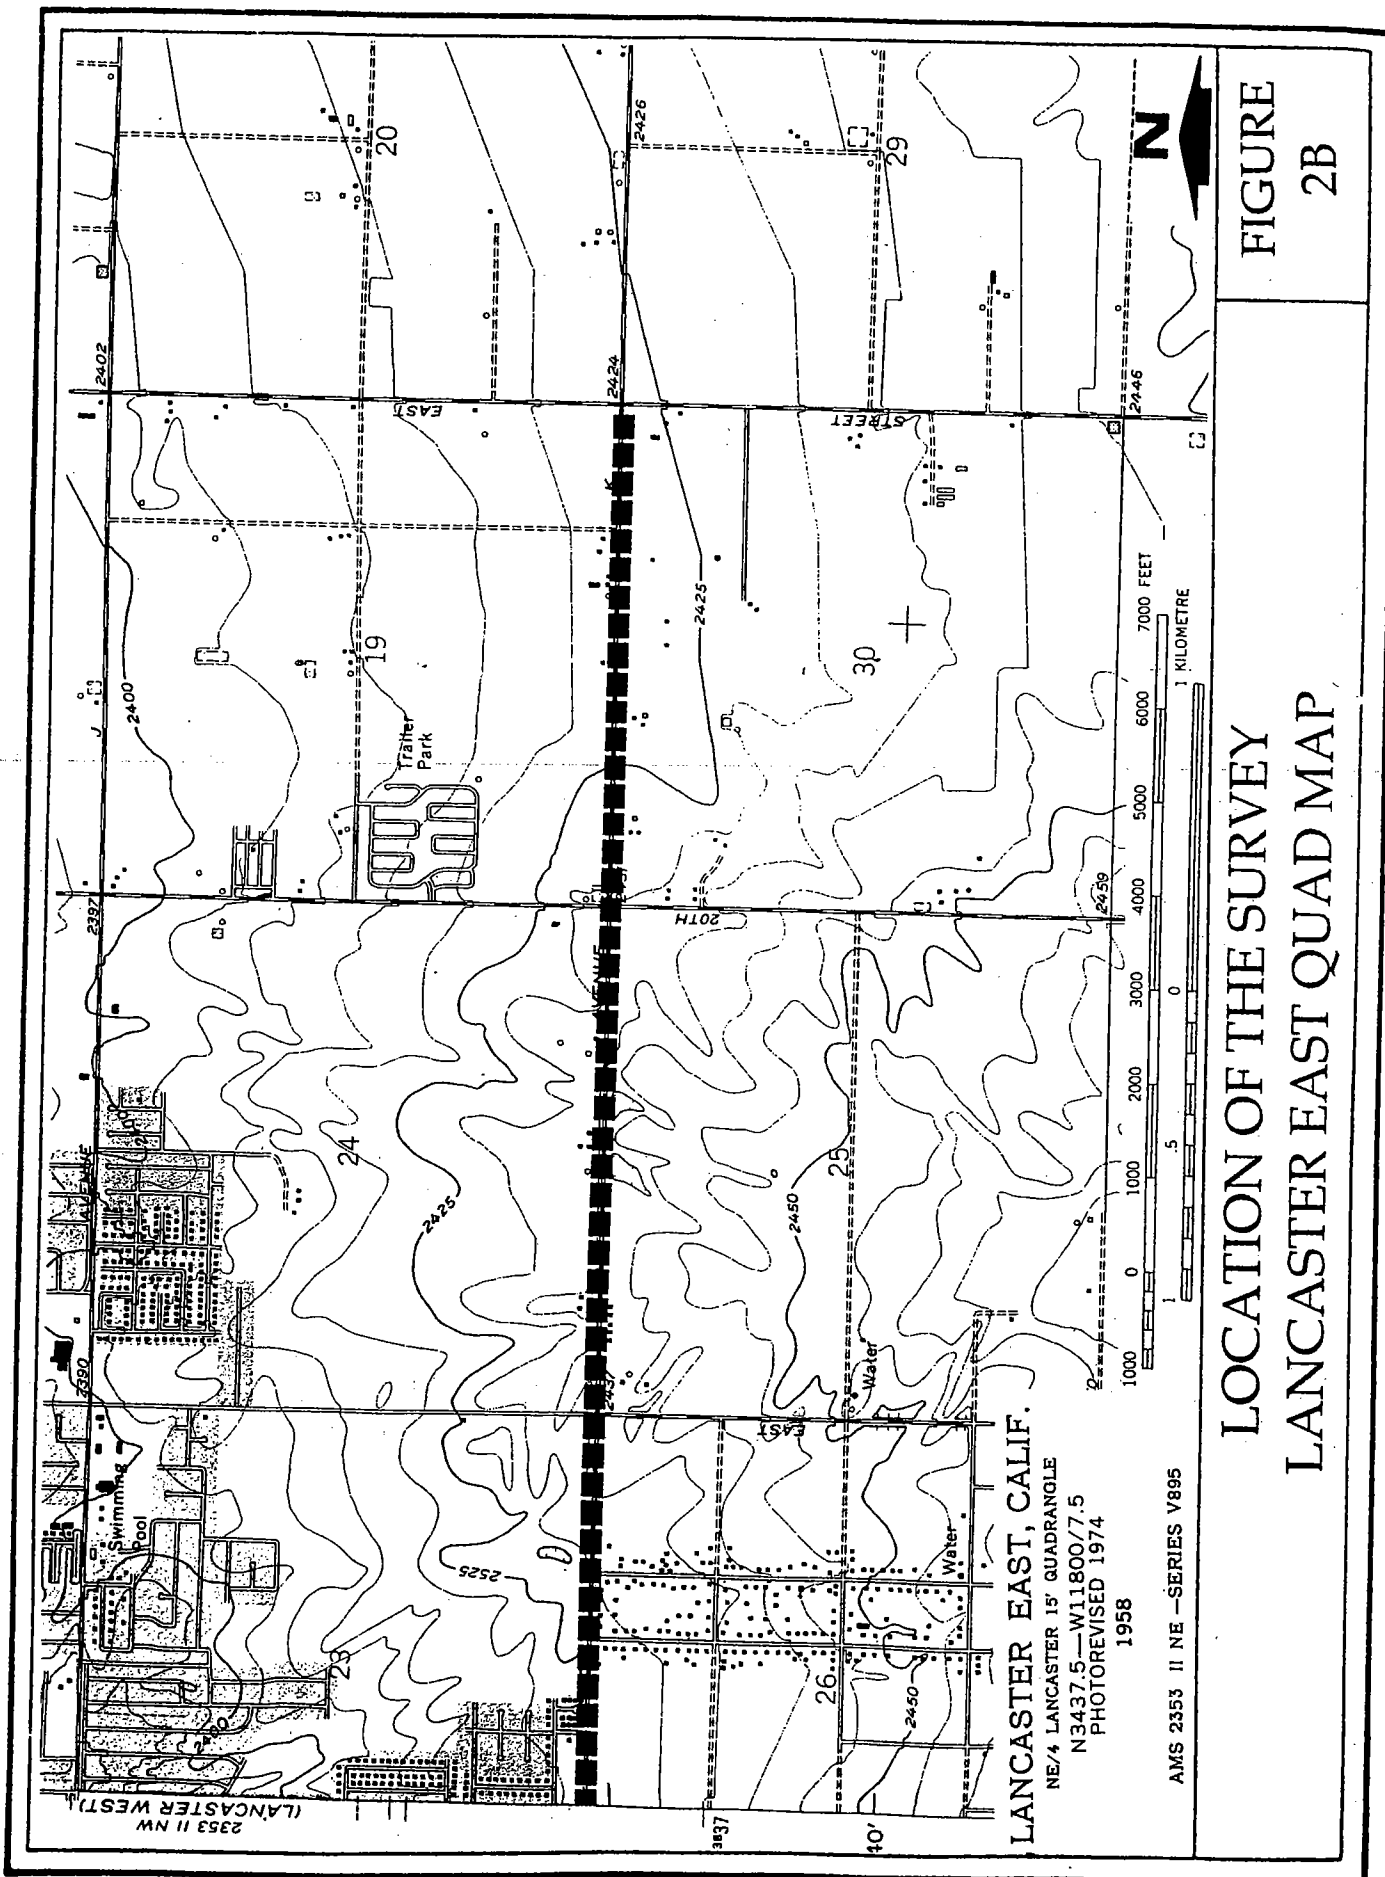 2402
20
2426
29
N
EAST
2424
STREET
2446
K
J
2400
19
Trailer
Park
2425
30
2397
20TH
2459
AVENUE
24
2425
2450
25
2390
2437
EAST
Water
Swimming
Pool
2525
Water
23
2400
26
2450
2353 II NW
(LANCASTER WEST)
3837
40'
1000
0
1000
2000
3000
4000
5000
6000
7000 FEET
1
.5
0
1 KILOMETRE
LANCASTER EAST, CALIF.
NE/4 LANCASTER 15' QUADRANGLE
N3437.5—W11800/7.5
PHOTOREVISED 1974
1958
AMS 2353 II NE—SERIES V895
LOCATION OF THE SURVEY
LANCASTER EAST QUAD MAP
FIGURE
2B